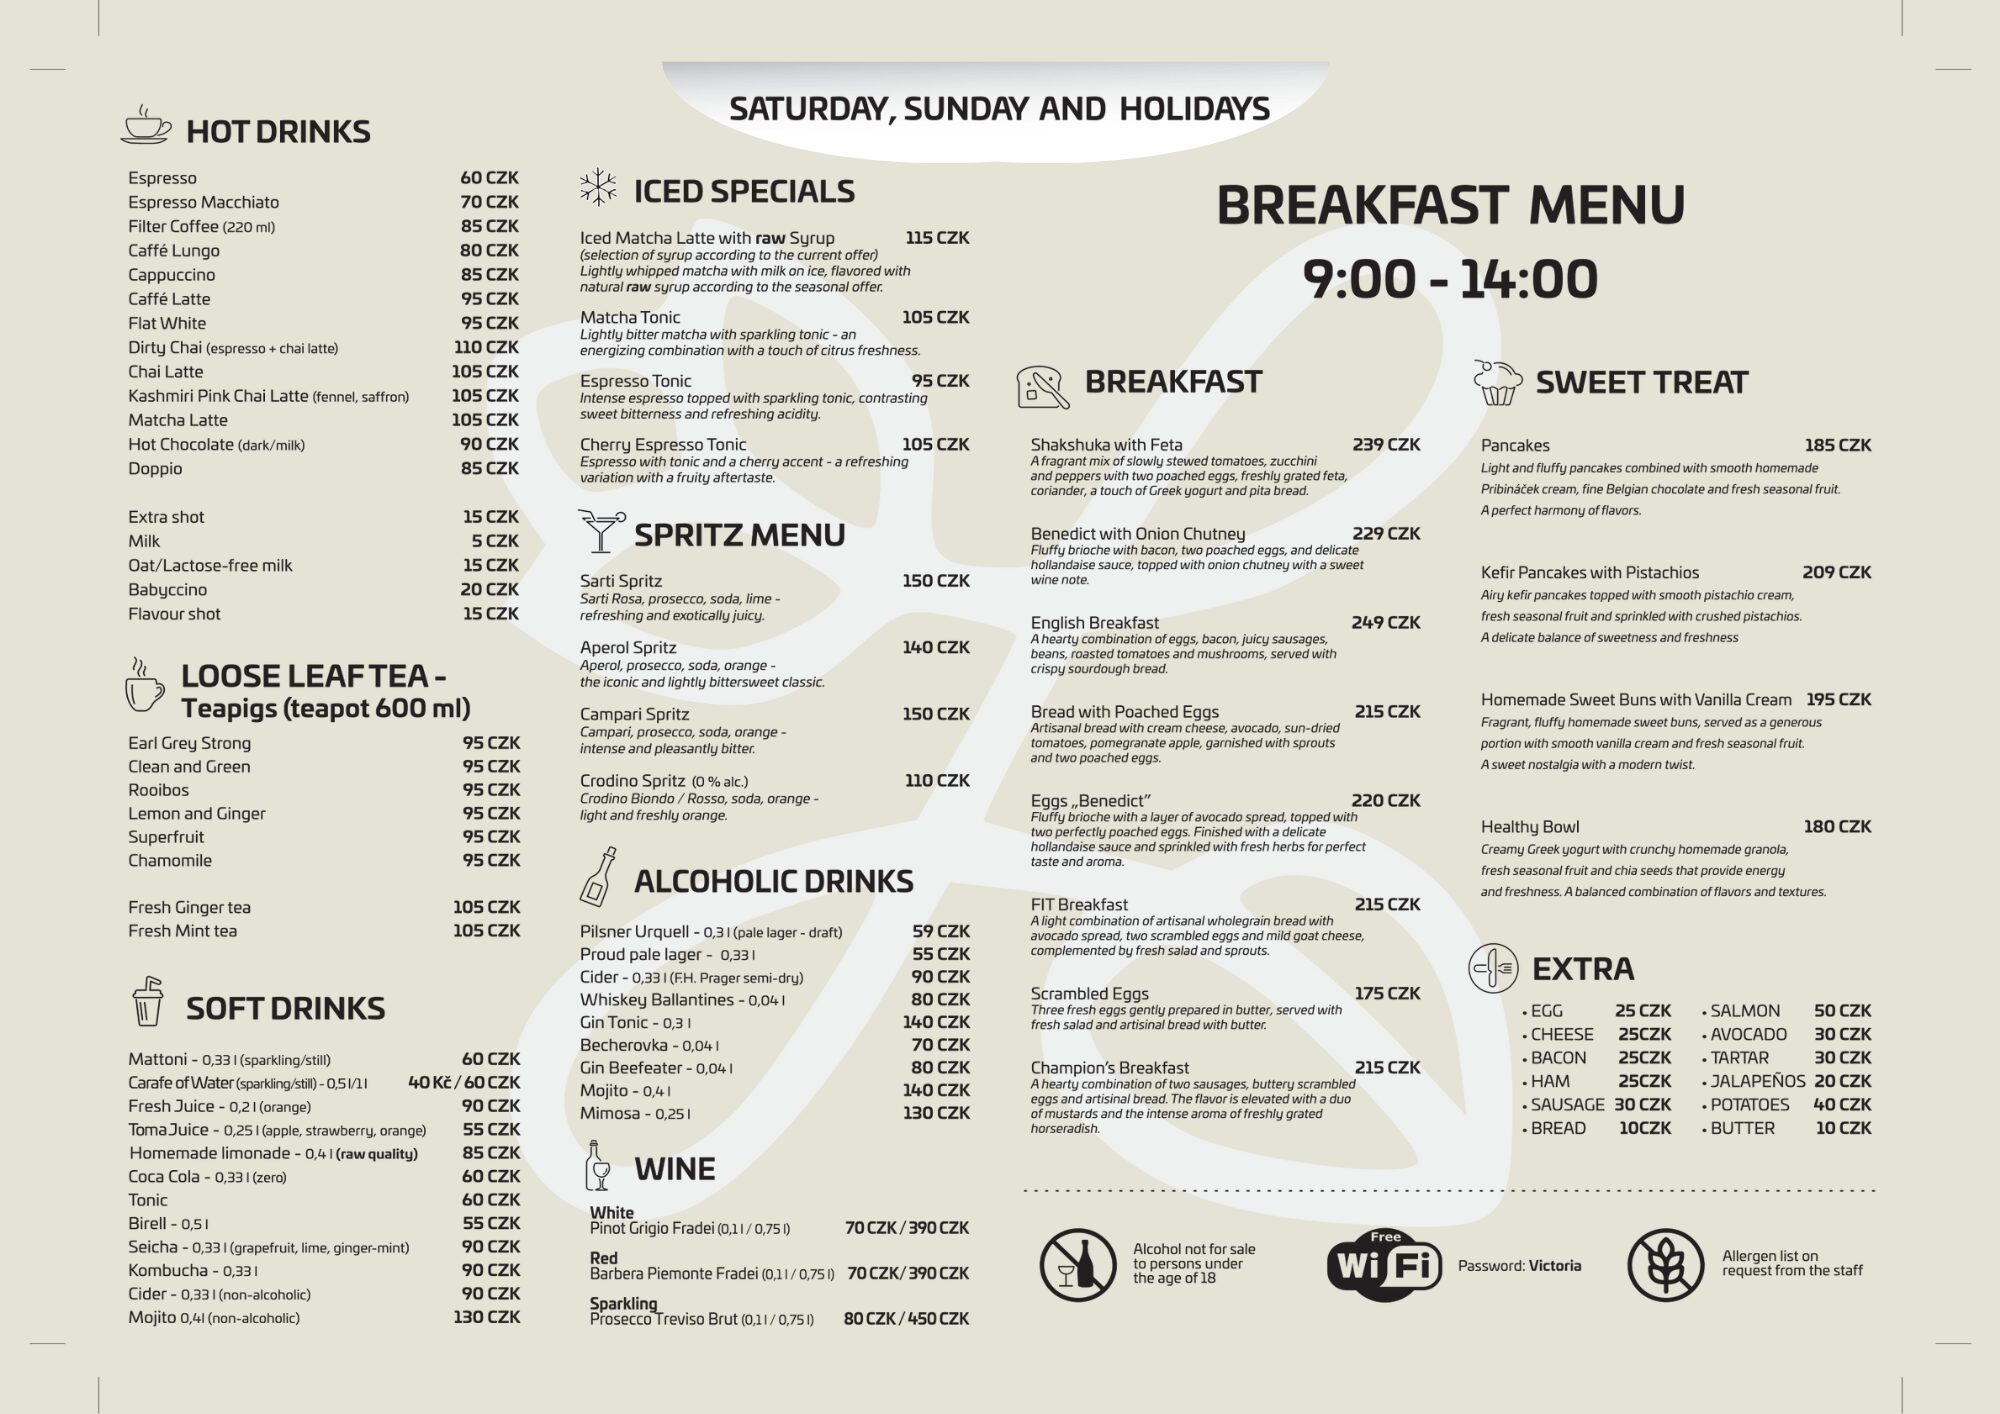 SATURDAY, SUNDAY AND HOLIDAYS
HOT DRINKS
Espresso 60 CZK
Espresso Macchiato 70 CZK
Filter Coffee (220 ml) 85 CZK
Caffé Lungo 80 CZK
Cappuccino 85 CZK
Caffé Latte 95 CZK
Flat White 95 CZK
Dirty Chai (espresso + chai latte) 110 CZK
Chai Latte 105 CZK
Kashmiri Pink Chai Latte (fennel, saffron) 105 CZK
Matcha Latte 105 CZK
Hot Chocolate (dark/milk) 90 CZK
Doppio 85 CZK
Extra shot 15 CZK
Milk 5 CZK
Oat/Lactose-free milk 15 CZK
Babyccino 20 CZK
Flavour shot 15 CZK
LOOSE LEAF TEA -
Teapigs (teapot 600 ml)
Earl Grey Strong 95 CZK
Clean and Green 95 CZK
Rooibos 95 CZK
Lemon and Ginger 95 CZK
Superfruit 95 CZK
Chamomile 95 CZK
Fresh Ginger tea 105 CZK
Fresh Mint tea 105 CZK
SOFT DRINKS
Mattoni - 0,33 l (sparkling/still) 60 CZK
Carafe of Water (sparkling/still) - 0,5 l/1 l 40 Kč / 60 CZK
Fresh Juice - 0,2 l (orange) 90 CZK
Toma Juice - 0,25 l (apple, strawberry, orange) 55 CZK
Homemade limonade - 0,4 l (raw quality) 85 CZK
Coca Cola - 0,33 l (zero) 60 CZK
Tonic 60 CZK
Birell - 0,5 l 55 CZK
Seicha - 0,33 l (grapefruit, lime, ginger-mint) 90 CZK
Kombucha - 0,33 l 90 CZK
Cider - 0,33 l (non-alcoholic) 90 CZK
Mojito 0,4l (non-alcoholic) 130 CZK
ICED SPECIALS
Iced Matcha Latte with raw Syrup 115 CZK
(selection of syrup according to the current offer)
Lightly whipped matcha with milk on ice, flavored with
natural raw syrup according to the seasonal offer.
Matcha Tonic 105 CZK
Lightly bitter matcha with sparkling tonic - an
energizing combination with a touch of citrus freshness.
Espresso Tonic 95 CZK
Intense espresso topped with sparkling tonic, contrasting
sweet bitterness and refreshing acidity.
Cherry Espresso Tonic 105 CZK
Espresso with tonic and a cherry accent - a refreshing
variation with a fruity aftertaste.
SPRITZ MENU
Sarti Spritz 150 CZK
Sarti Rosa, prosecco, soda, lime -
refreshing and exotically juicy.
Aperol Spritz 140 CZK
Aperol, prosecco, soda, orange -
the iconic and lightly bittersweet classic.
Campari Spritz 150 CZK
Campari, prosecco, soda, orange -
intense and pleasantly bitter.
Crodino Spritz (0 % alc.) 110 CZK
Crodino Biondo / Rosso, soda, orange -
light and freshly orange.
ALCOHOLIC DRINKS
Pilsner Urquell - 0,3 l (pale lager - draft) 59 CZK
Proud pale lager - 0,33 l 55 CZK
Cider - 0,33 l (F.H. Prager semi-dry) 90 CZK
Whiskey Ballantines - 0,04 l 80 CZK
Gin Tonic - 0,3 l 140 CZK
Becherovka - 0,04 l 70 CZK
Gin Beefeater - 0,04 l 80 CZK
Mojito - 0,4 l 140 CZK
Mimosa - 0,25 l 130 CZK
WINE
White
Pinot Grigio Fradei (0,1 l / 0,75 l) 70 CZK / 390 CZK
Red
Barbera Piemonte Fradei (0,1 l / 0,75 l) 70 CZK/ 390 CZK
Sparkling
Prosecco Treviso Brut (0,1 l / 0,75 l) 80 CZK / 450 CZK
BREAKFAST MENU
9:00 - 14:00
BREAKFAST
Shakshuka with Feta 239 CZK
A fragrant mix of slowly stewed tomatoes, zucchini
and peppers with two poached eggs, freshly grated feta,
coriander, a touch of Greek yogurt and pita bread.
Benedict with Onion Chutney 229 CZK
Fluffy brioche with bacon, two poached eggs, and delicate
hollandaise sauce, topped with onion chutney with a sweet
wine note.
English Breakfast 249 CZK
A hearty combination of eggs, bacon, juicy sausages,
beans, roasted tomatoes and mushrooms, served with
crispy sourdough bread.
Bread with Poached Eggs 215 CZK
Artisanal bread with cream cheese, avocado, sun-dried
tomatoes, pomegranate apple, garnished with sprouts
and two poached eggs.
Eggs „Benedict” 220 CZK
Fluffy brioche with a layer of avocado spread, topped with
two perfectly poached eggs. Finished with a delicate
hollandaise sauce and sprinkled with fresh herbs for perfect
taste and aroma.
FIT Breakfast 215 CZK
A light combination of artisanal wholegrain bread with
avocado spread, two scrambled eggs and mild goat cheese,
complemented by fresh salad and sprouts.
Scrambled Eggs 175 CZK
Three fresh eggs gently prepared in butter, served with
fresh salad and artisinal bread with butter.
Champion’s Breakfast 215 CZK
A hearty combination of two sausages, buttery scrambled
eggs and artisinal bread. The flavor is elevated with a duo
of mustards and the intense aroma of freshly grated
horseradish.
SWEET TREAT
Pancakes 185 CZK
Light and fluffy pancakes combined with smooth homemade
Pribináček cream, fine Belgian chocolate and fresh seasonal fruit.
A perfect harmony of flavors.
Kefir Pancakes with Pistachios 209 CZK
Airy kefir pancakes topped with smooth pistachio cream,
fresh seasonal fruit and sprinkled with crushed pistachios.
A delicate balance of sweetness and freshness
Homemade Sweet Buns with Vanilla Cream 195 CZK
Fragrant, fluffy homemade sweet buns, served as a generous
portion with smooth vanilla cream and fresh seasonal fruit.
A sweet nostalgia with a modern twist.
Healthy Bowl 180 CZK
Creamy Greek yogurt with crunchy homemade granola,
fresh seasonal fruit and chia seeds that provide energy
and freshness. A balanced combination of flavors and textures.
EXTRA
• EGG 25 CZK • SALMON 50 CZK
• CHEESE 25CZK • AVOCADO 30 CZK
• BACON 25CZK • TARTAR 30 CZK
• HAM 25CZK • JALAPEÑOS 20 CZK
• SAUSAGE 30 CZK • POTATOES 40 CZK
• BREAD 10CZK • BUTTER 10 CZK
Alcohol not for sale
to persons under
the age of 18
Free
WiFi
Password: Victoria
Allergen list on
request from the staff